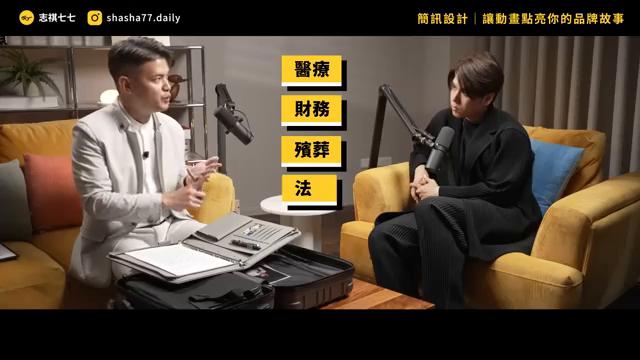 志祺七七
shasha77.daily
簡訊設計｜讓動畫點亮你的品牌故事
醫療
財務
殯葬
法